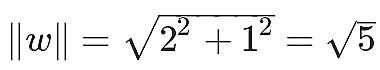 ‖w‖ = √(2² + 1²) = √5